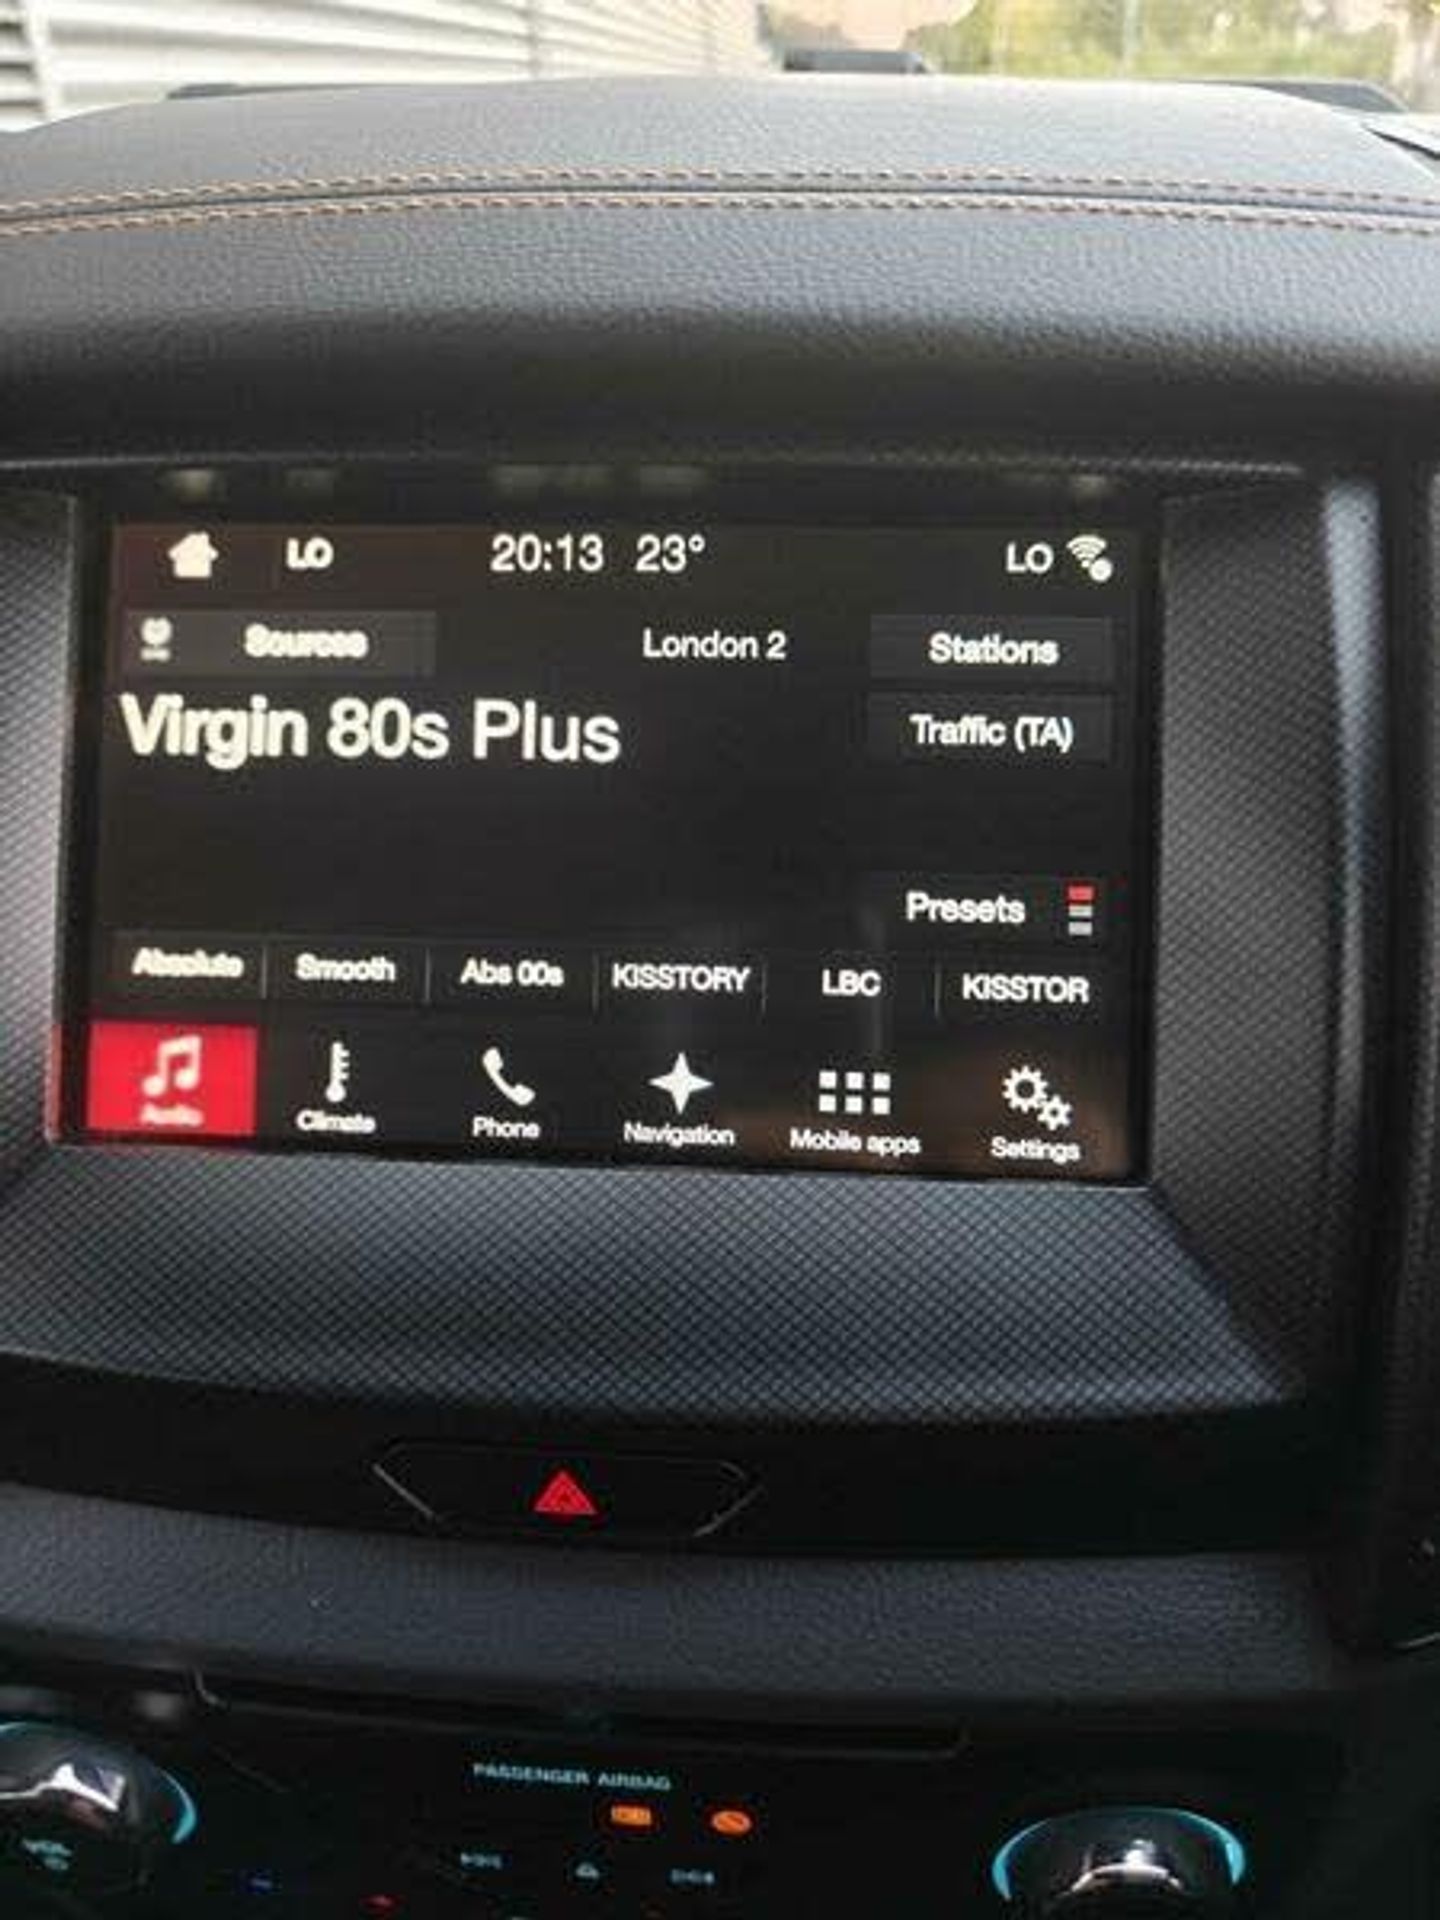 LO 20:13 23° LO
Sources London 2 Stations
Virgin 80s Plus Traffic (TA)
Presets
Absolute Smooth Abs 00s KISSTORY LBC KISSTOR
Audio Climate Phone Navigation Mobile apps Settings
PASSENGER AIRBAG